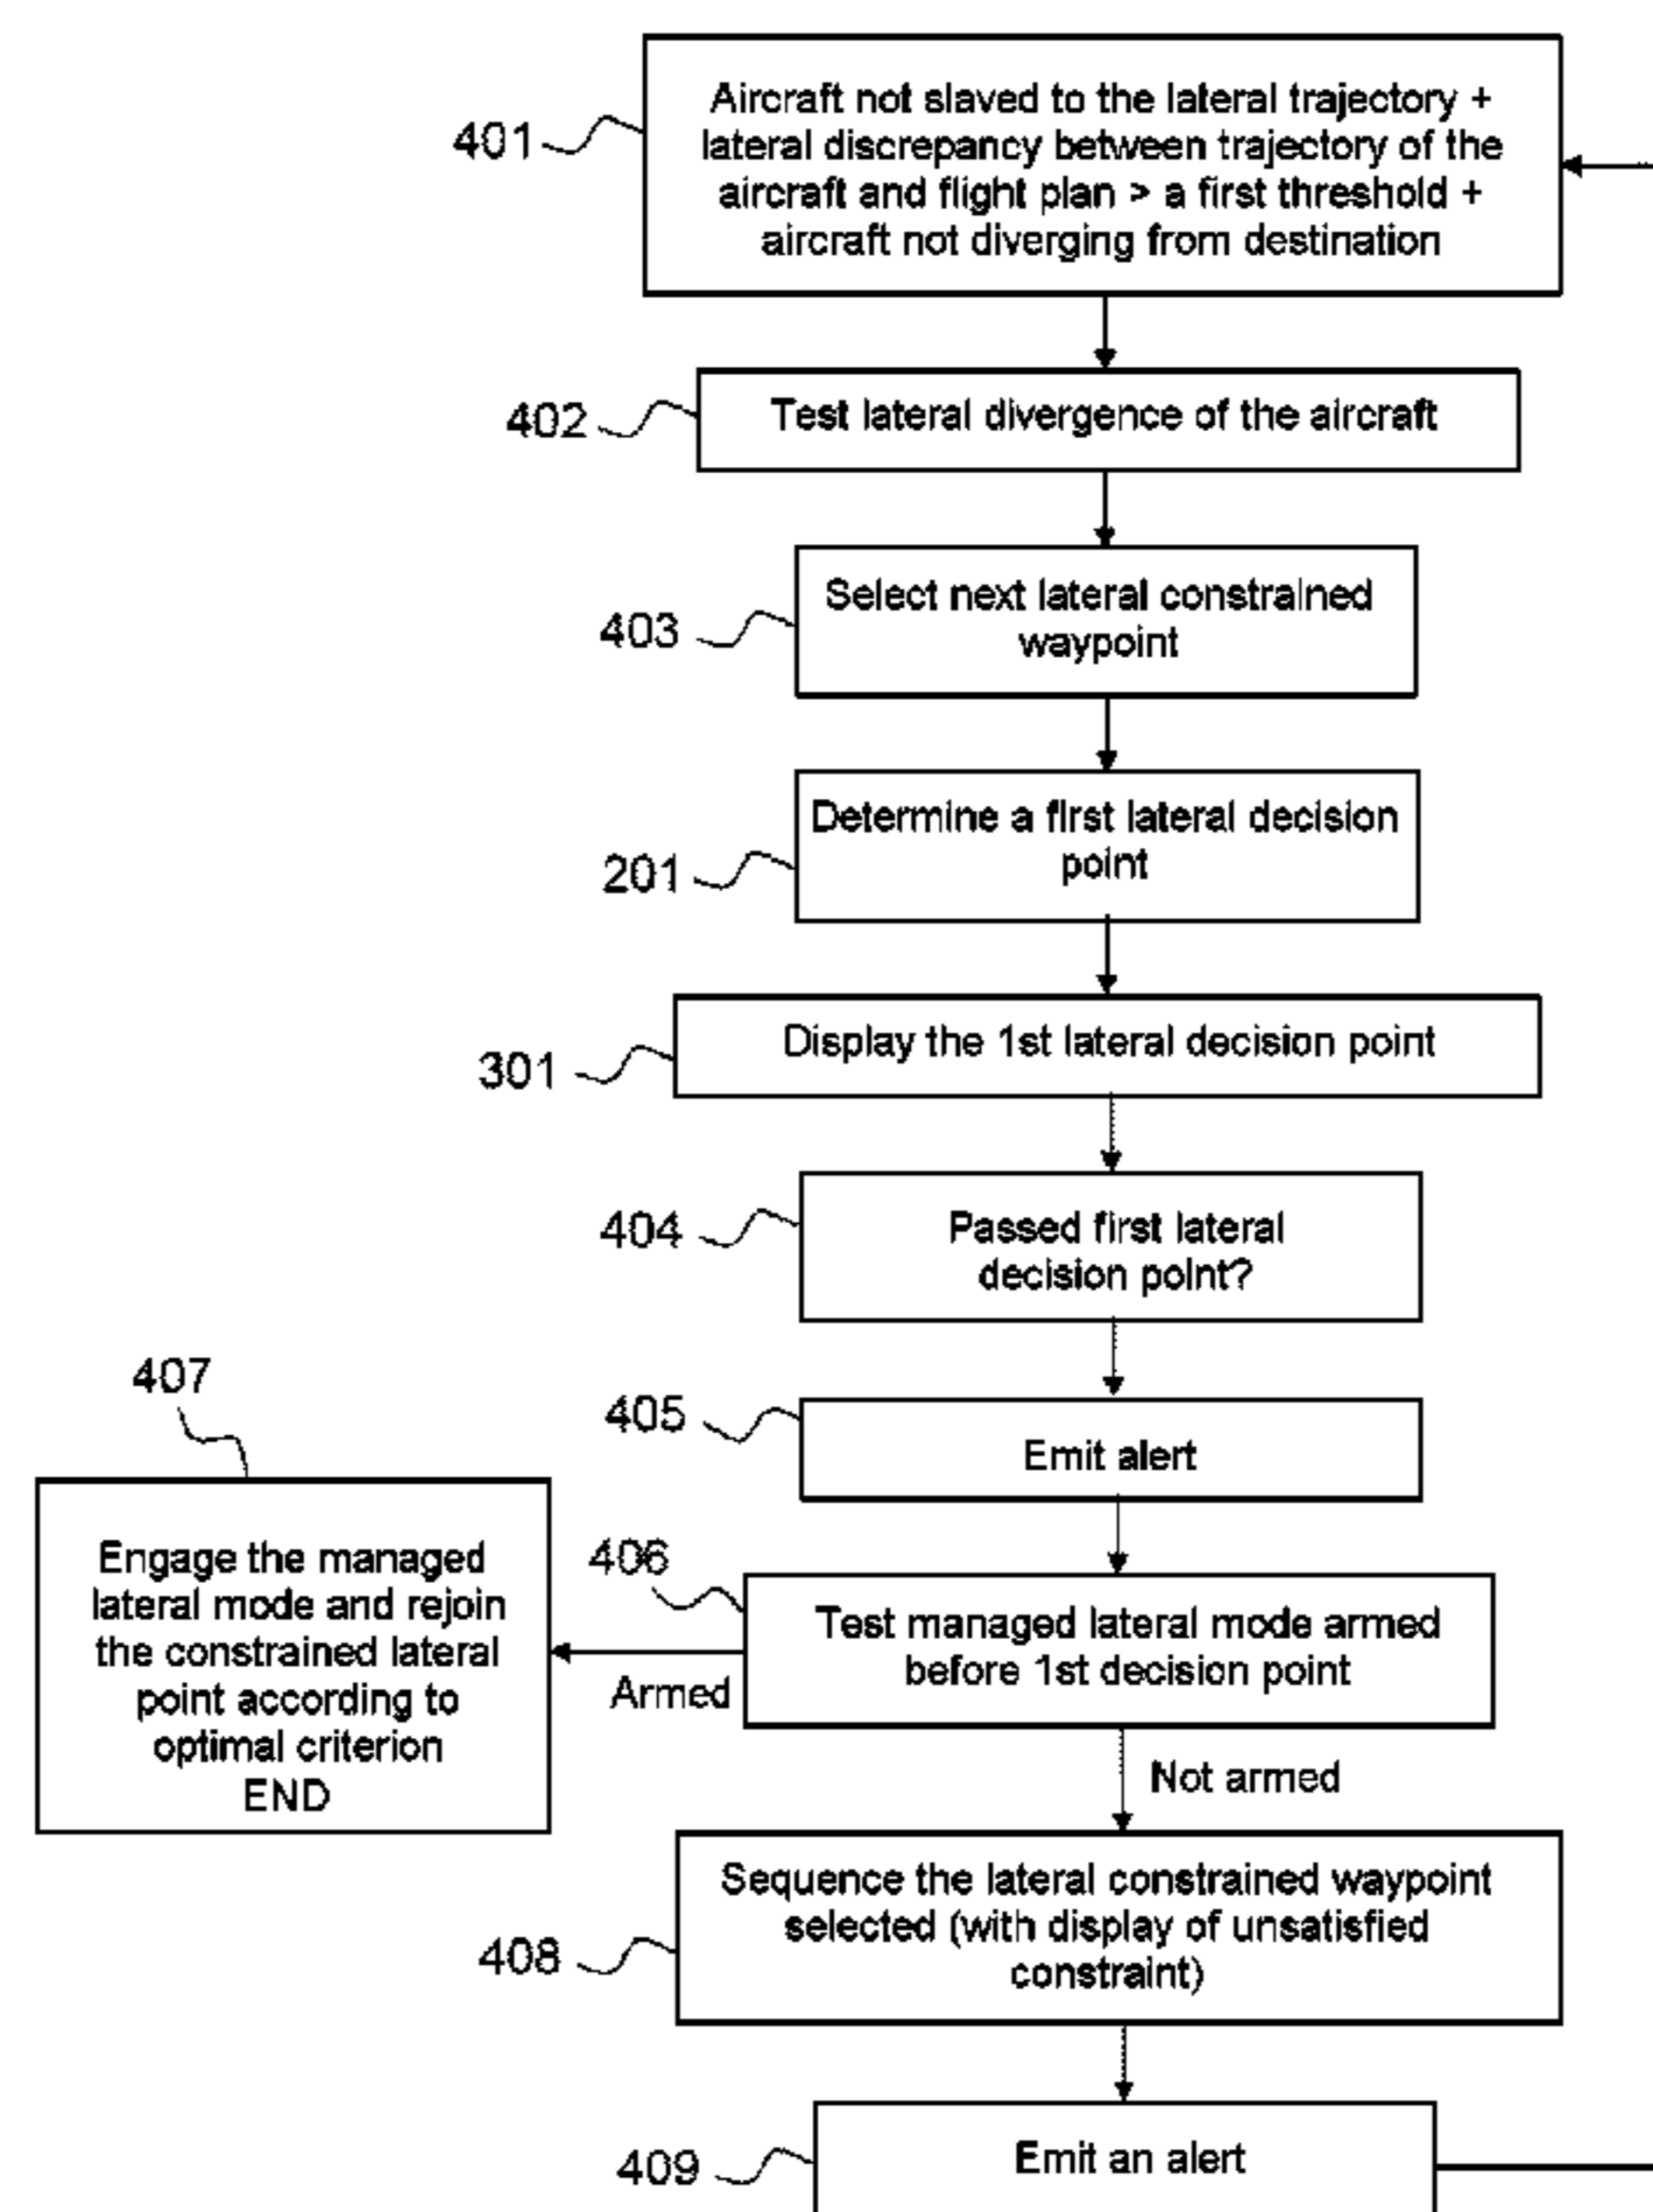 Aircraft not slaved to the lateral trajectory +
401
lateral discrepancy between trajectory of the
aircraft and flight plan > a first threshold +
aircraft not diverging from destination
402
Test lateral divergence of the aircraft
403
Select next lateral constrained
waypoint
201
Determine a first lateral decision
point
301
Display the 1st lateral decision point
404
Passed first lateral
decision point?
405
Emit alert
406
Test managed lateral mode armed
before 1st decision point
Armed
407
Engage the managed
lateral mode and rejoin
the constrained lateral
point according to
optimal criterion
END
Not armed
408
Sequence the lateral constrained waypoint
selected (with display of unsatisfied
constraint)
409
Emit an alert